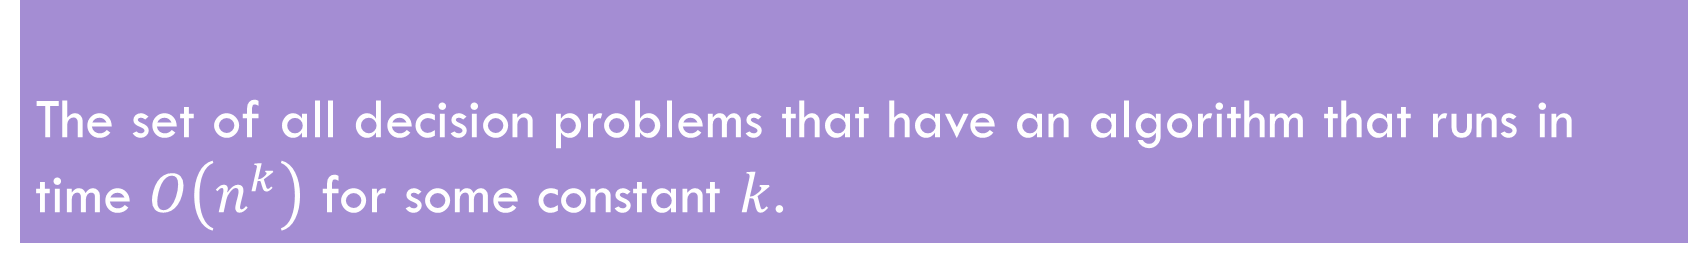 The set of all decision problems that have an algorithm that runs in
time $O(n^k)$ for some constant $k$.